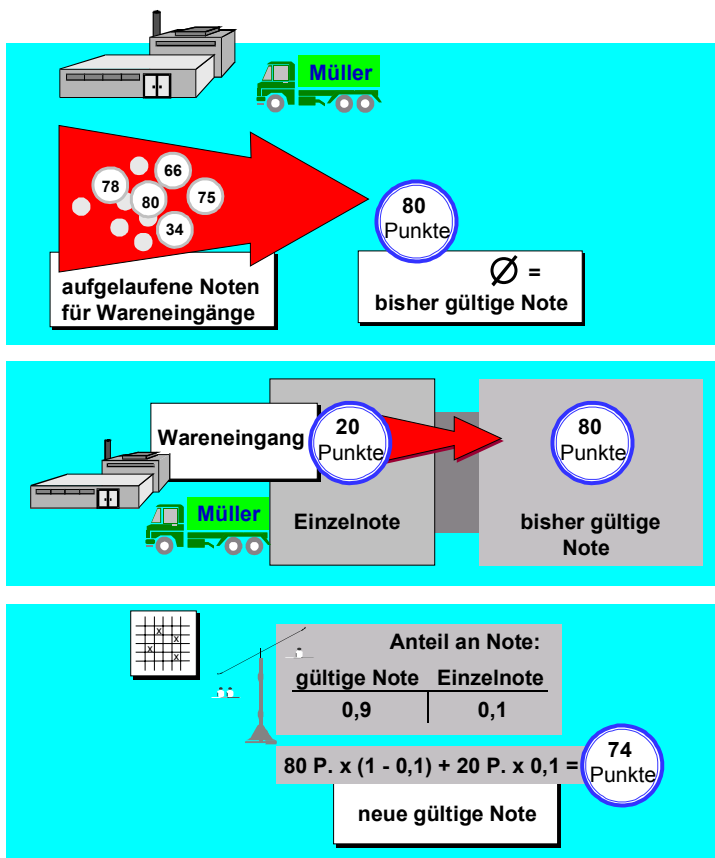 Müller
66
78
80
75
34
80
Punkte
aufgelaufene Noten
für Wareneingänge
Ø =
bisher gültige Note
Wareneingang
20
Punkte
80
Punkte
Müller
Einzelnote
bisher gültige
Note
x
x
x
x
Anteil an Note:
gültige Note Einzelnote
0,9 0,1
80 P. x (1 - 0,1) + 20 P. x 0,1 =
74
Punkte
neue gültige Note